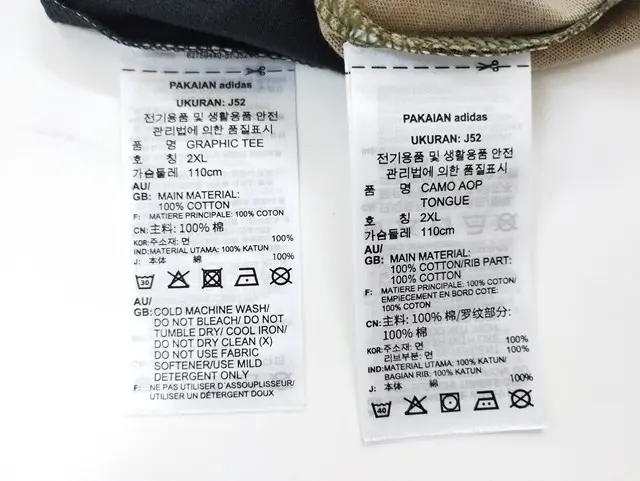 PAKAIAN adidas
UKURAN: J52
전기용품 및 생활용품 안전
관리법에 의한 품질표시
품 명 GRAPHIC TEE
호 칭 2XL
가슴둘레 110cm
AU/
GB: MAIN MATERIAL:
100% COTTON
F: MATIERE PRINCIPALE: 100% COTON
CN: 主料: 100% 棉
KOR: 주소재: 면 100%
IND: MATERIAL UTAMA: 100% KATUN
J: 本体 綿 100%
30
AU/
GB: COLD MACHINE WASH/
DO NOT BLEACH/ DO NOT
TUMBLE DRY/ COOL IRON/
DO NOT DRY CLEAN (X)
DO NOT USE FABRIC
SOFTENER/USE MILD
DETERGENT ONLY
F: NE PAS UTILISER D'ASSOUPLISSEUR/
UTILISER UN DÉTERGENT DOUX
PAKAIAN adidas
UKURAN: J52
전기용품 및 생활용품 안전
관리법에 의한 품질표시
품 명 CAMO AOP
TONGUE
호 칭 2XL
가슴둘레 110cm
AU/
GB: MAIN MATERIAL:
100% COTTON/RIB PART:
100% COTTON
F: MATIERE PRINCIPALE: 100% COTON/
EMPIECEMENT EN BORD COTE:
100% COTON
CN: 主料: 100% 棉/罗纹部分:
100% 棉
KOR: 주소재: 면 100%
리브부분: 면 100%
IND: MATERIAL UTAMA: 100% KATUN/
BAGIAN RIB: 100% KATUN
J: 本体 綿 100%
40